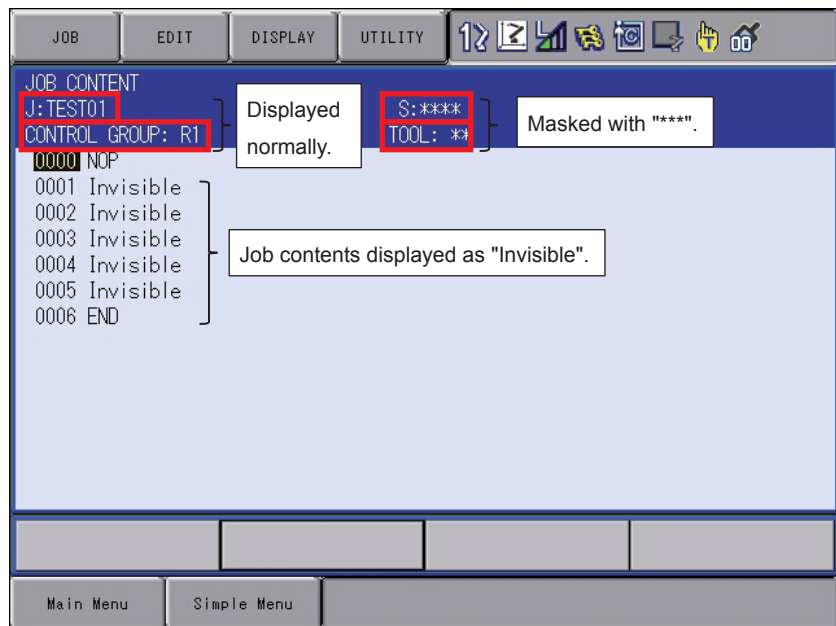 JOB
EDIT
DISPLAY
UTILITY
JOB CONTENT
J:TEST01
S:****
CONTROL GROUP: R1
TOOL: **
Displayed
normally.
Masked with "***".
0000 NOP
0001 Invisible
0002 Invisible
0003 Invisible
0004 Invisible
0005 Invisible
0006 END
Job contents displayed as "Invisible".
Main Menu
Simple Menu